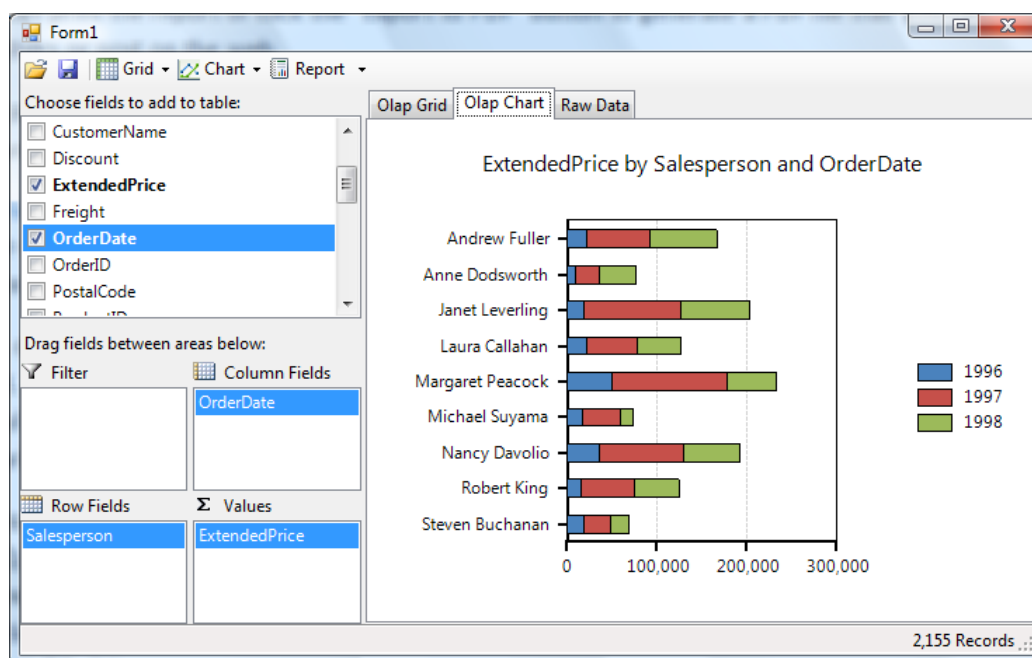 Form1
Grid Chart Report
Choose fields to add to table:
CustomerName
Discount
ExtendedPrice
Freight
OrderDate
OrderID
PostalCode
Drag fields between areas below:
Filter
Column Fields
OrderDate
Row Fields
Σ Values
Salesperson
ExtendedPrice
Olap Grid Olap Chart Raw Data
ExtendedPrice by Salesperson and OrderDate
Andrew Fuller
Anne Dodsworth
Janet Leverling
Laura Callahan
Margaret Peacock
Michael Suyama
Nancy Davolio
Robert King
Steven Buchanan
0 100,000 200,000 300,000
1996
1997
1998
2,155 Records